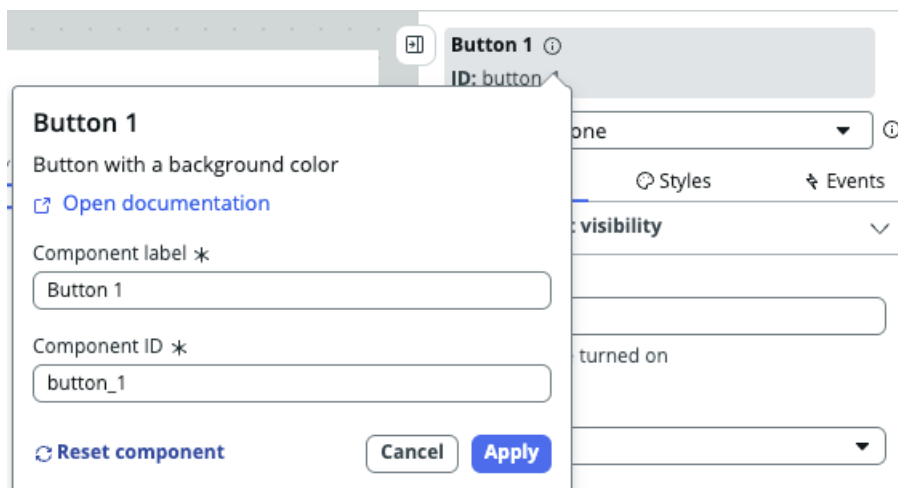 Button 1
ID: button_1
one
Styles
Events
visibility
turned on
Button 1
Button with a background color
Open documentation
Component label *
Button 1
Component ID *
button_1
Reset component
Cancel
Apply